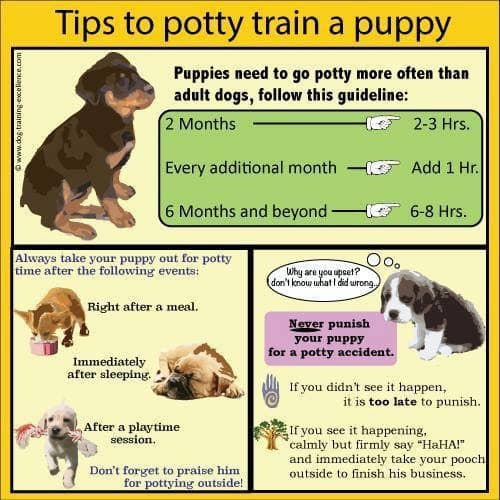 Tips to potty train a puppy
© www.dog-training-excellence.com
Puppies need to go potty more often than
adult dogs, follow this guideline:
2 Months 2-3 Hrs.
Every additional month Add 1 Hr.
6 Months and beyond 6-8 Hrs.
Always take your puppy out for potty
time after the following events:
Right after a meal.
Immediately
after sleeping.
After a playtime
session.
Don't forget to praise him
for pottying outside!
Why are you upset?
I don't know what I did wrong...
Never punish
your puppy
for a potty accident.
If you didn't see it happen,
it is too late to punish.
If you see it happening,
calmly but firmly say "HaHA!"
and immediately take your pooch
outside to finish his business.